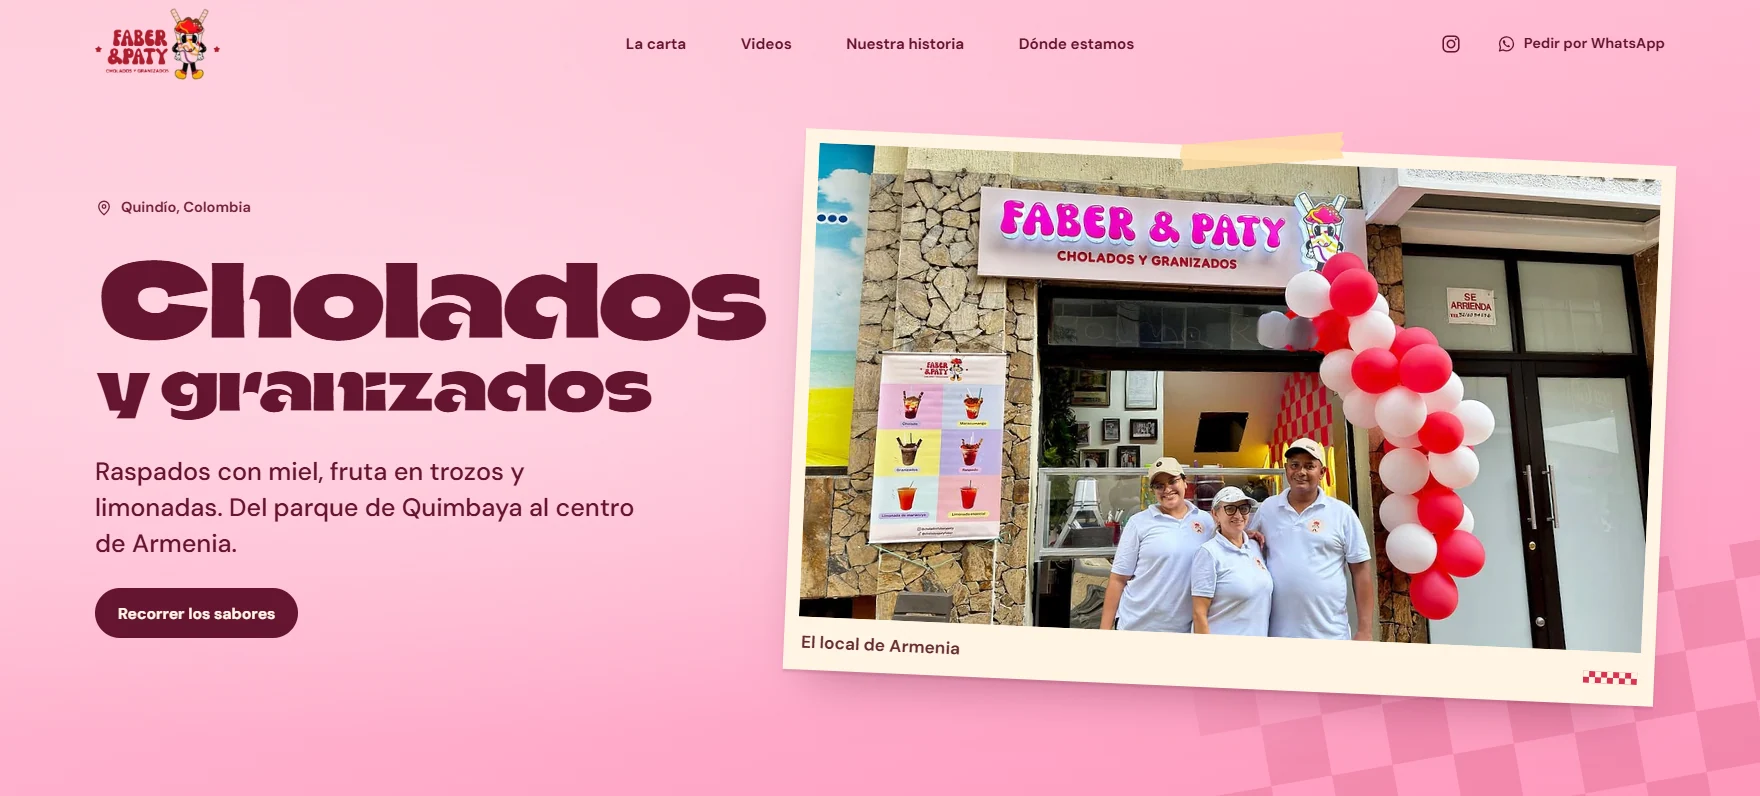 FABER
&PATY
CHOLADOS Y GRANIZADOS
La carta
Videos
Nuestra historia
Dónde estamos
Pedir por WhatsApp
Quindío, Colombia
Cholados
y granizados
Raspados con miel, fruta en trozos y
limonadas. Del parque de Quimbaya al centro
de Armenia.
Recorrer los sabores
FABER & PATY
CHOLADOS Y GRANIZADOS
SE
ARRIENDA
FABER
&PATY
El local de Armenia